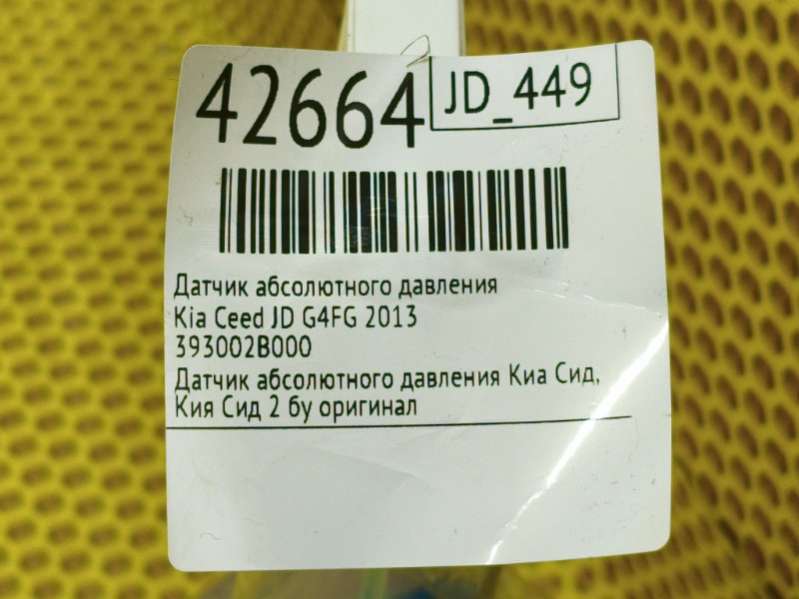 42664
JD_449
Датчик абсолютного давления
Kia Ceed JD G4FG 2013
393002B000
Датчик абсолютного давления Киа Сид,
Кия Сид 2 бу оригинал